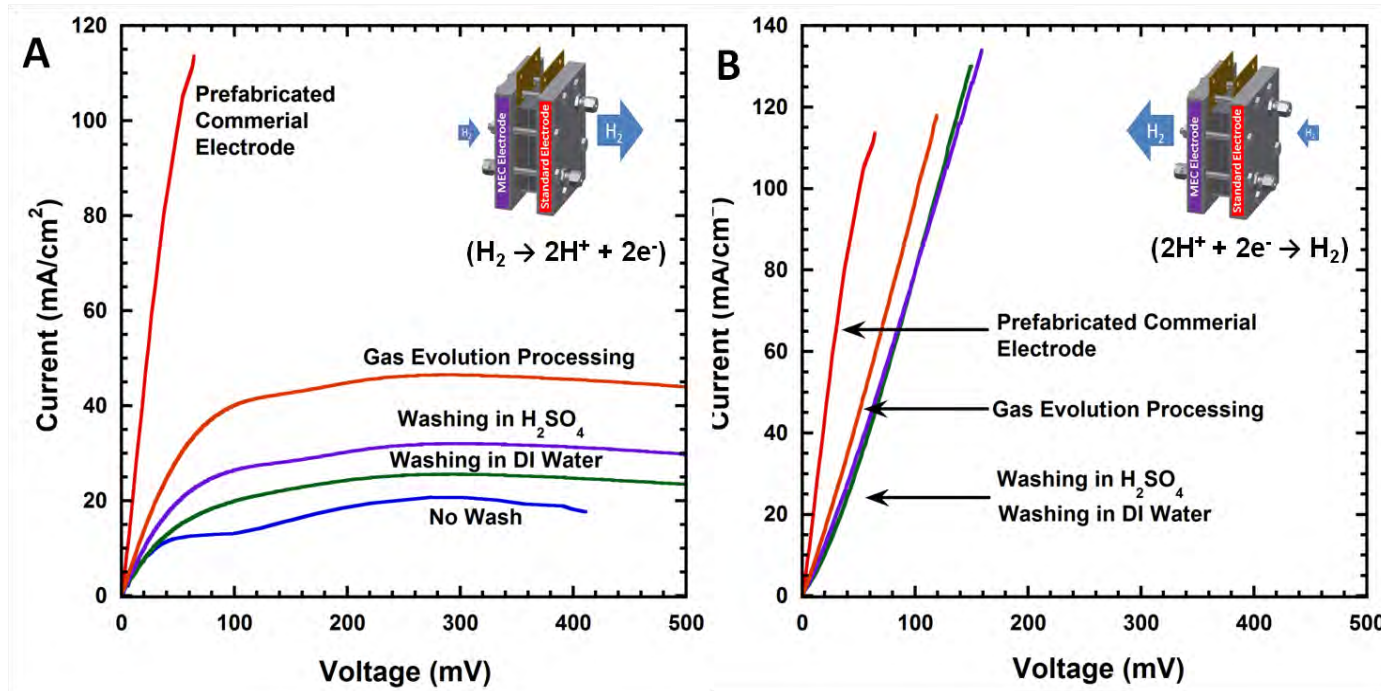 A
120
100
80
60
40
20
0
Current (mA/cm²)
0
100
200
300
400
500
Voltage (mV)
Prefabricated
Commerial
Electrode
H₂
MEC Electrode
Standard Electrode
H₂
(H₂ → 2H⁺ + 2e⁻)
Gas Evolution Processing
Washing in H₂SO₄
Washing in DI Water
No Wash
B
140
120
100
80
60
40
20
0
Current (mA/cm⁻
0
100
200
300
400
500
Voltage (mV)
H₂
MEC Electrode
Standard Electrode
H₂
(2H⁺ + 2e⁻ → H₂)
Prefabricated Commerial
Electrode
Gas Evolution Processing
Washing in H₂SO₄
Washing in DI Water